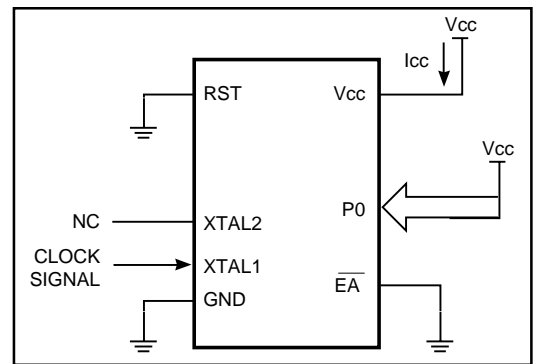 Vcc
Icc
RST
Vcc
Vcc
P0
NC
XTAL2
CLOCK
SIGNAL
XTAL1
GND
EA